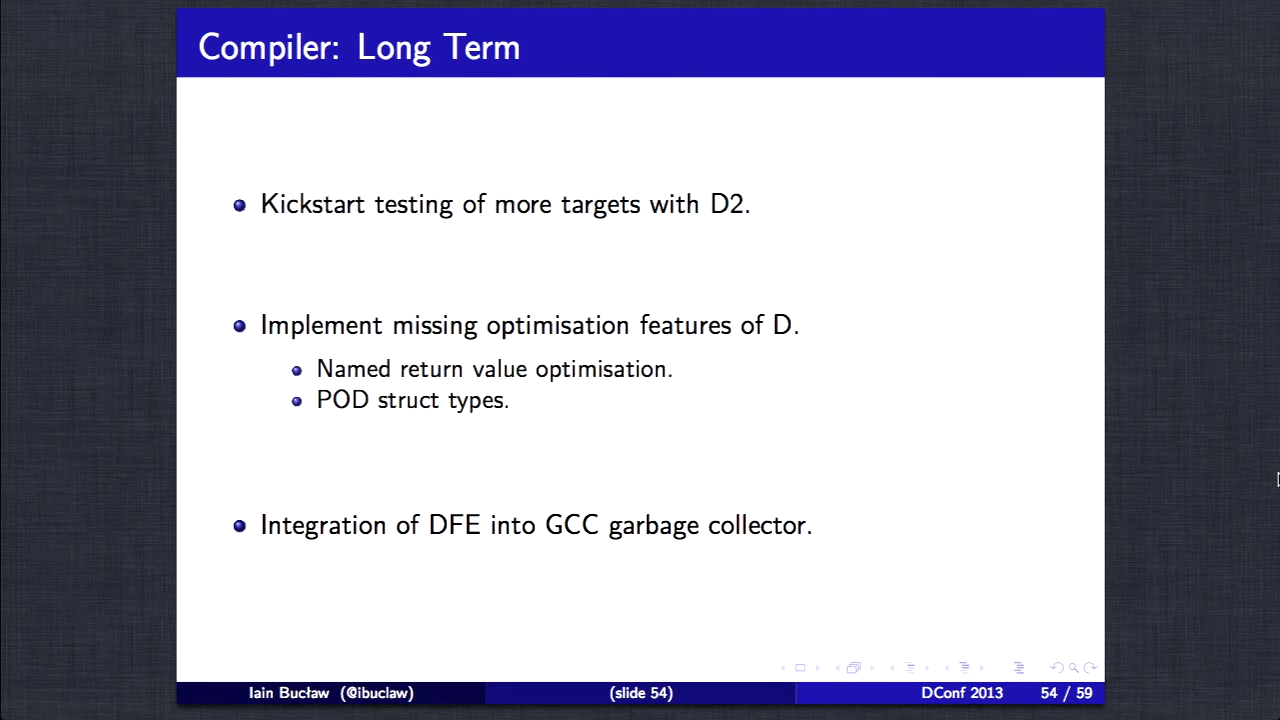 Compiler: Long Term
Kickstart testing of more targets with D2.
Implement missing optimisation features of D.
Named return value optimisation.
POD struct types.
Integration of DFE into GCC garbage collector.
Iain Bucław (@ibuclaw) (slide 54) DConf 2013 54 / 59